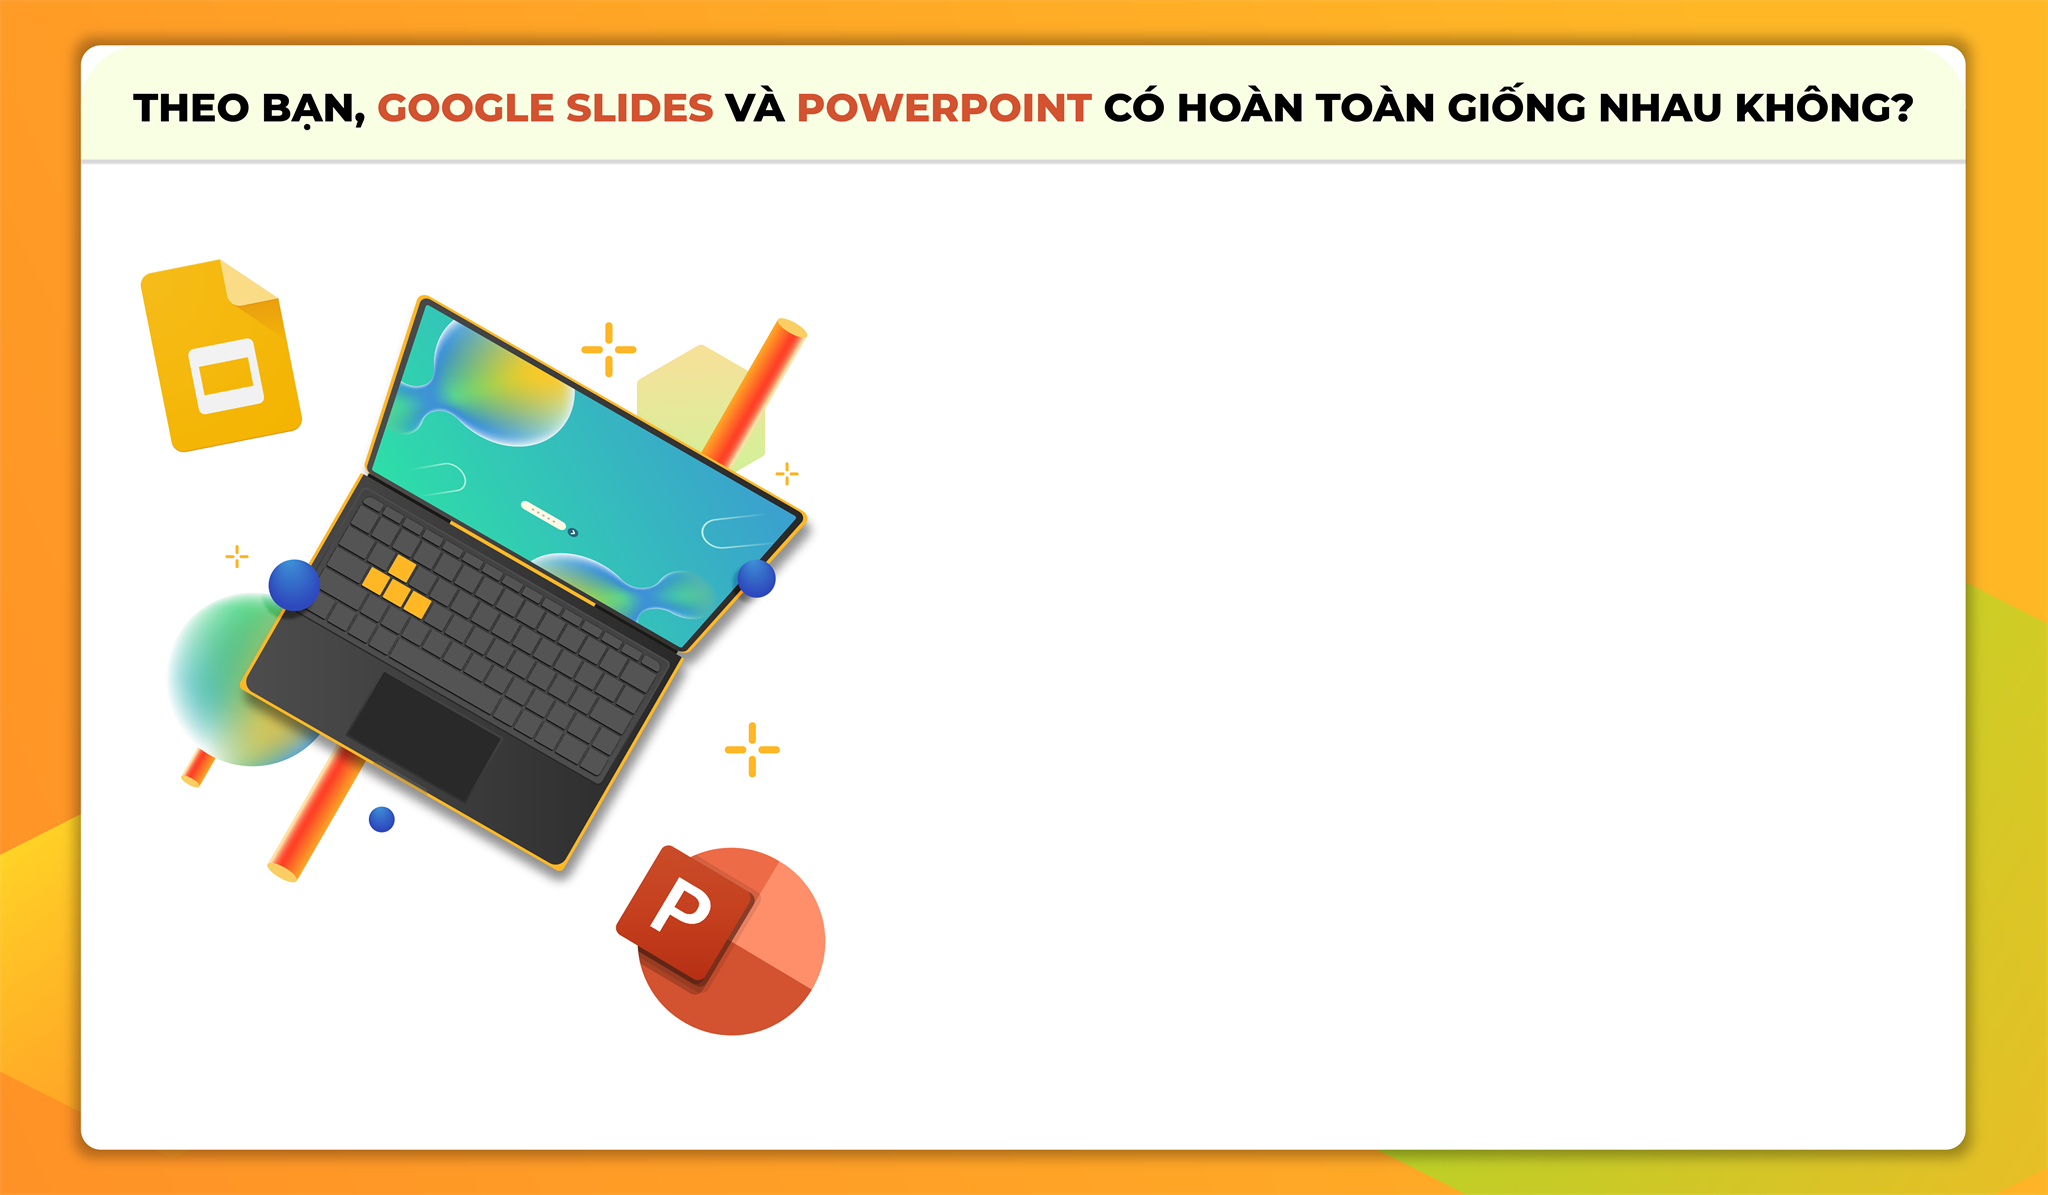 THEO BẠN, GOOGLE SLIDES VÀ POWERPOINT CÓ HOÀN TOÀN GIỐNG NHAU KHÔNG?
P